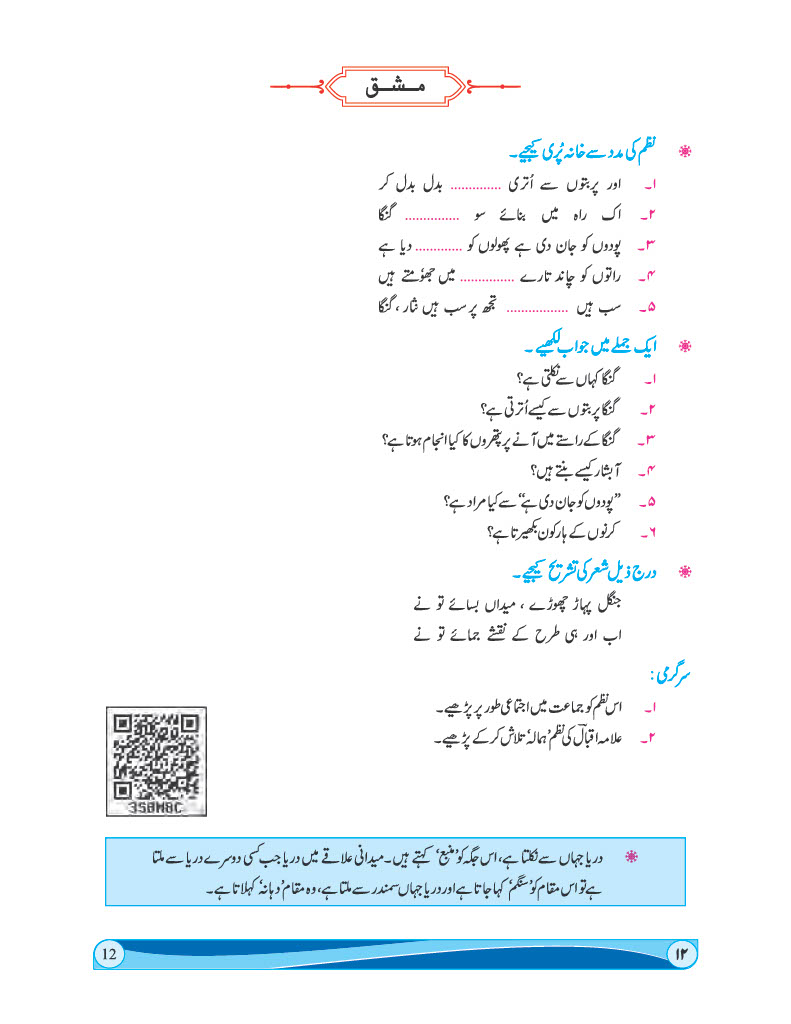 مشق
نظم کی مدد سے خانہ پُری کیجیے۔
۱۔ اور پربتوں سے اُتری .............. بدل بدل کر
۲۔ اک راہ میں بنائے سو ............... گنگا
۳۔ پودوں کو جان دی ہے پھولوں کو ............. دیا ہے
۴۔ راتوں کو چاند تارے ............... میں جھوٗمتے ہیں
۵۔ سب ہیں ................. تجھ پر سب ہیں نثار ، گنگا
ایک جملے میں جواب لکھیے ۔
۱۔ گنگا کہاں سے نکلتی ہے؟
۲۔ گنگا پربتوں سے کیسے اُترتی ہے؟
۳۔ گنگا کے راستے میں آنے پر پتھروں کا کیا انجام ہوتا ہے؟
۴۔ آبشار کیسے بنتے ہیں؟
۵۔ ”پودوں کو جان دی ہے“ سے کیا مراد ہے؟
۶۔ کرنوں کے ہار کون بکھیرتا ہے؟
درج ذیل شعر کی تشریح کیجیے۔
جنگل پہاڑ چھوڑے ، میداں بسائے تو نے
اب اور ہی طرح کے نقشے جمائے تو نے
سرگرمی :
۱۔ اس نظم کو جماعت میں اجتماعی طور پر پڑھیے۔
۲۔ علامہ اقبالؔ کی نظم ’ہمالہ‘ تلاش کرکے پڑھیے۔
3SBM8C
دریا جہاں سے نکلتا ہے، اس جگہ کو ’منبع‘ کہتے ہیں۔ میدانی علاقے میں دریا جب کسی دوسرے دریا سے ملتا
ہے تو اس مقام کو ’سنگم‘ کہا جاتا ہے اور دریا جہاں سمندر سے ملتا ہے، وہ مقام ’دہانہ‘ کہلاتا ہے۔
۱۲
12